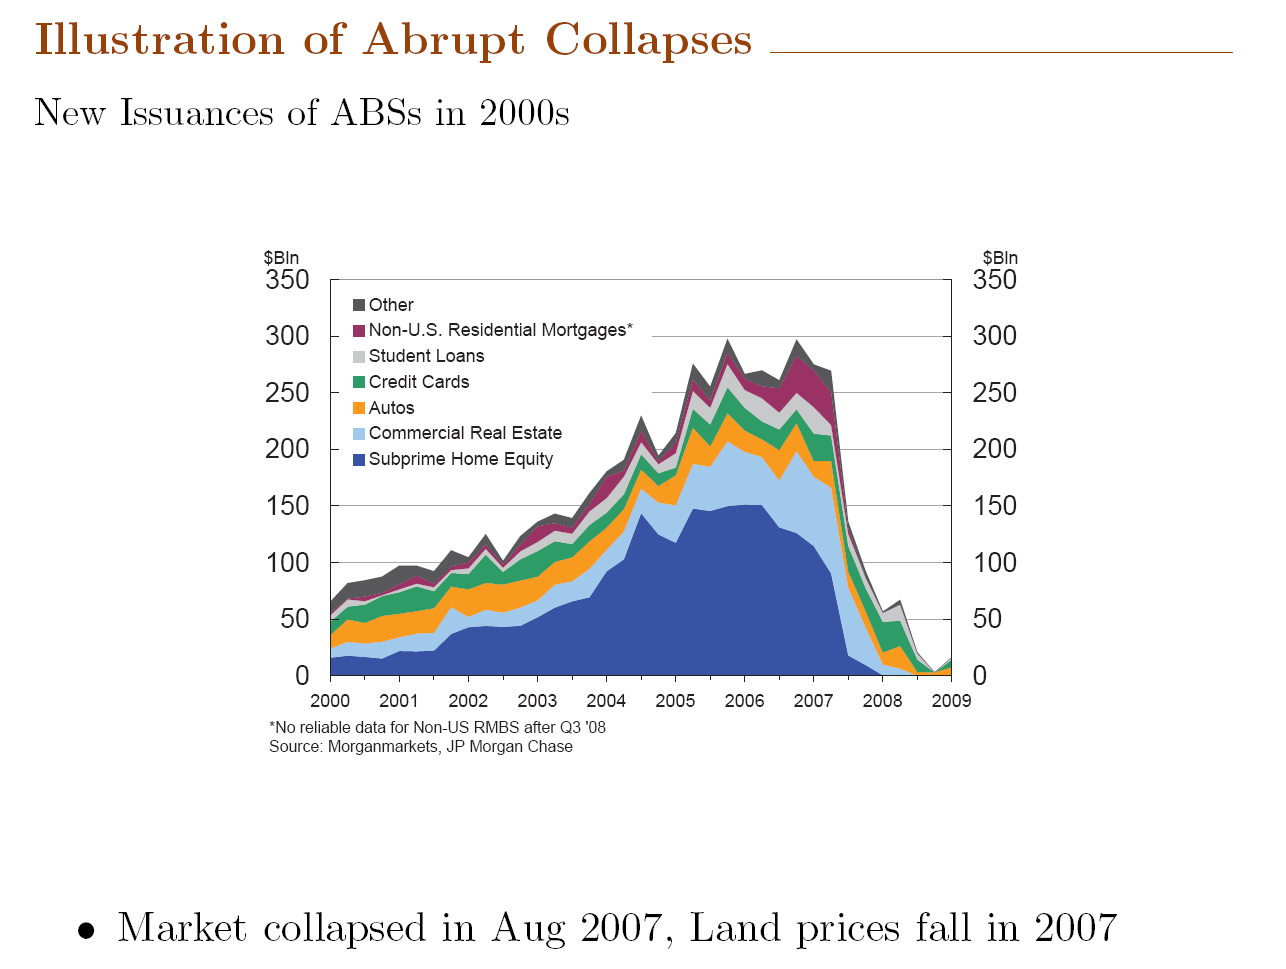 Illustration of Abrupt Collapses
New Issuances of ABSs in 2000s
$Bln $Bln
350 350
Other
300 Non-U.S. Residential Mortgages* 300
Student Loans
250 Credit Cards 250
Autos
200 Commercial Real Estate 200
Subprime Home Equity
150 150
100 100
50 50
0 0
2000 2001 2002 2003 2004 2005 2006 2007 2008 2009
*No reliable data for Non-US RMBS after Q3 '08
Source: Morganmarkets, JP Morgan Chase
• Market collapsed in Aug 2007, Land prices fall in 2007